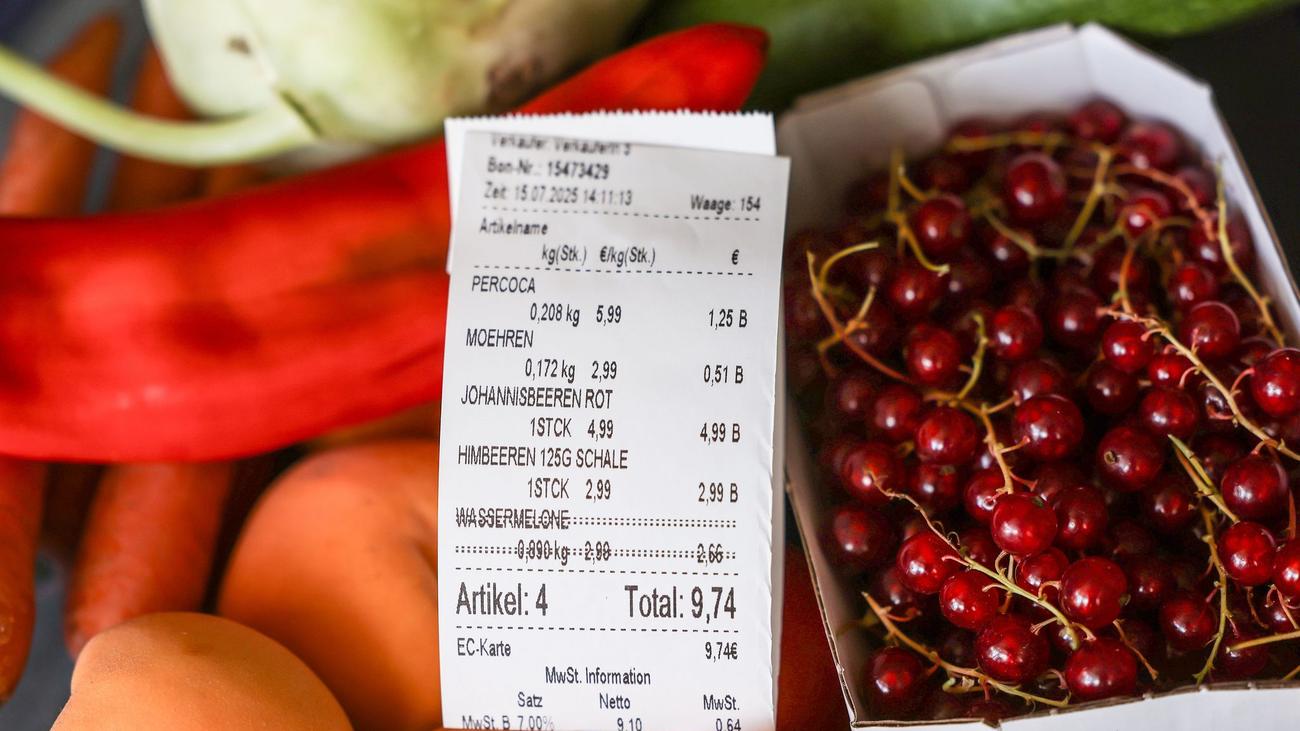 Verkäufer: Verkäuferin 3
Bon-Nr.: 15473429
Zeit: 15.07.2025 14:11:13 Waage: 154
Artikelname
kg(Stk.) €/kg(Stk.) €
PERCOCA
0,208 kg 5,99 1,25 B
MOEHREN
0,172 kg 2,99 0,51 B
JOHANNISBEEREN ROT
1STCK 4,99 4,99 B
HIMBEEREN 125G SCHALE
1STCK 2,99 2,99 B
WASSERMELONE
0,890 kg 2,99 2,66
Artikel: 4 Total: 9,74
EC-Karte 9,74€
MwSt. Information
Satz Netto MwSt.
MwSt. B 7,00% 9,10 0,64